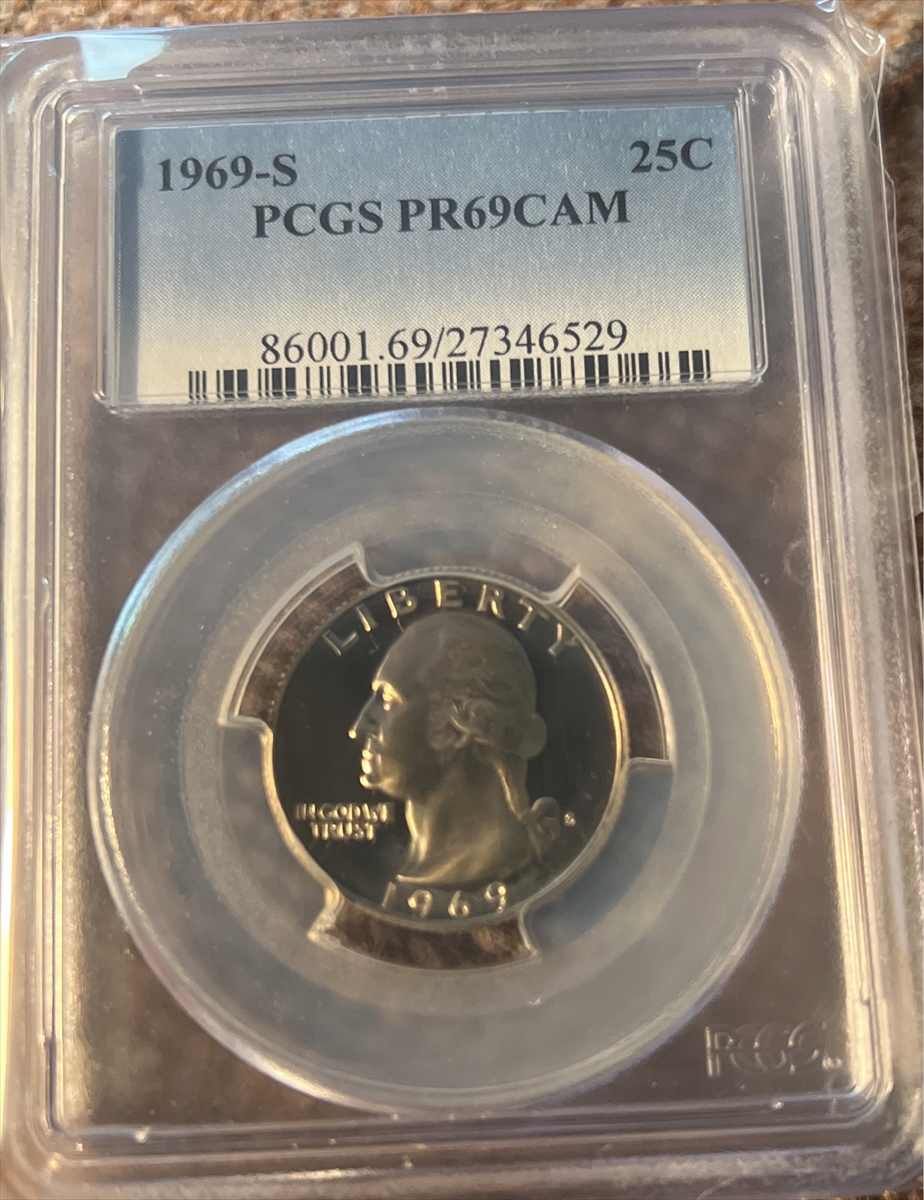 1969-S 25C
PCGS PR69CAM
86001.69/27346529
LIBERTY
IN GOD WE
TRUST
S
1969
PCGS